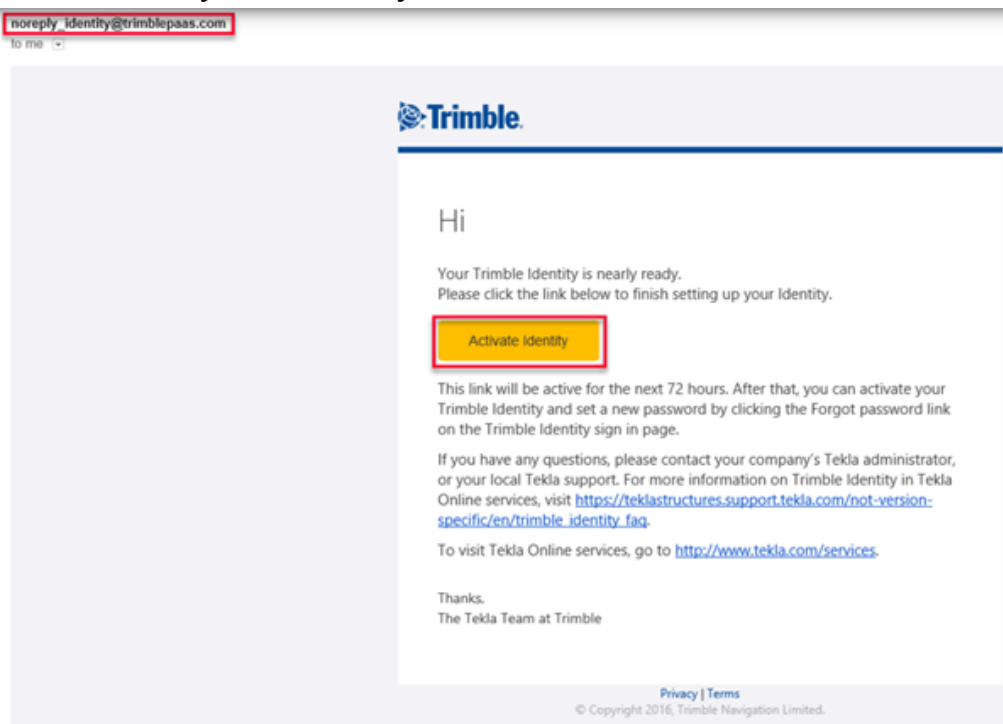 noreply_identity@trimblepaas.com
to me
Trimble.
Hi
Your Trimble Identity is nearly ready.
Please click the link below to finish setting up your Identity.
Activate Identity
This link will be active for the next 72 hours. After that, you can activate your
Trimble Identity and set a new password by clicking the Forgot password link
on the Trimble Identity sign in page.
If you have any questions, please contact your company's Tekla administrator,
or your local Tekla support. For more information on Trimble Identity in Tekla
Online services, visit https://teklastructures.support.tekla.com/not-version-
specific/en/trimble_identity_faq.
To visit Tekla Online services, go to http://www.tekla.com/services.
Thanks,
The Tekla Team at Trimble
Privacy | Terms
© Copyright 2016, Trimble Navigation Limited.